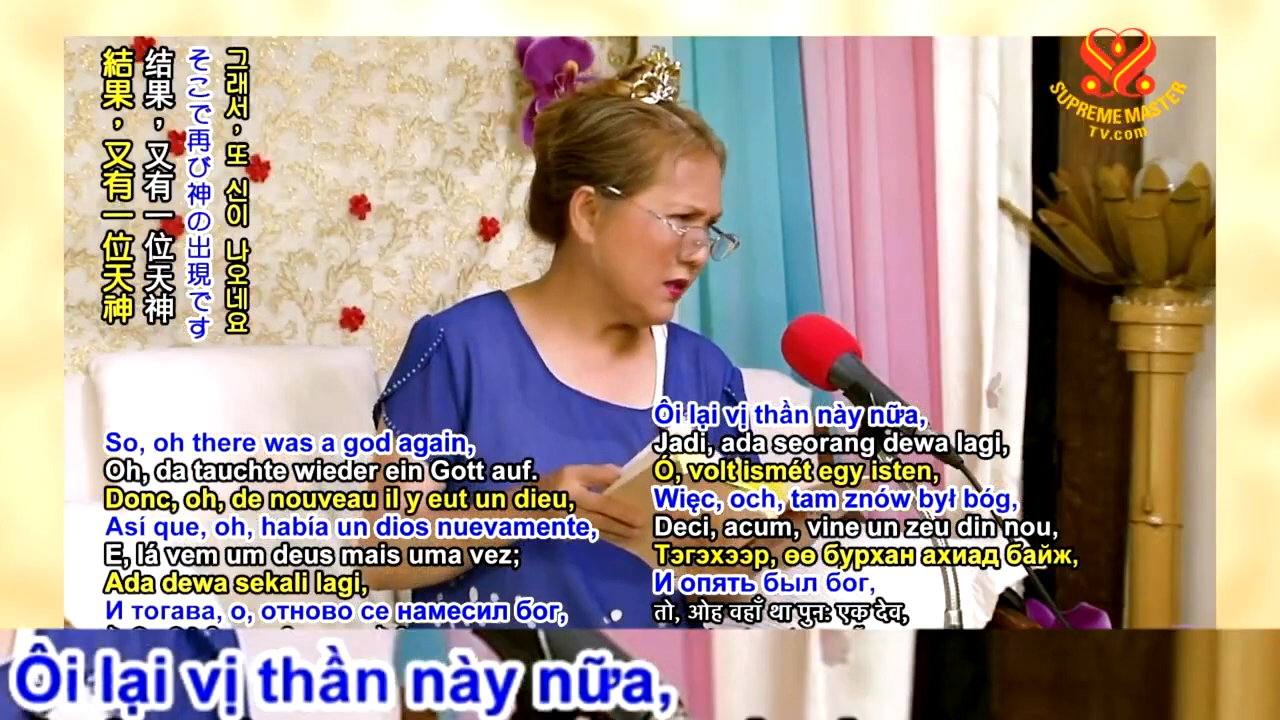 그래서, 또 신이 나오네요
そこで再び神の出現です
结果，又有一位天神
結果，又有一位天神
SUPREME MASTER
TV.com
So, oh there was a god again,
Oh, da tauchte wieder ein Gott auf.
Donc, oh, de nouveau il y eut un dieu,
Así que, oh, había un dios nuevamente,
E, lá vem um deus mais uma vez;
Ada dewa sekali lagi,
И тогава, о, отново се намесил бог,
Ôi lại vị thần này nữa,
Jadi, ada seorang dewa lagi,
Ó, volt ismét egy isten,
Więc, och, tam znów był bóg,
Deci, acum, vine un zeu din nou,
Тэгэхээр, өө бурхан ахиад байж,
И опять был бог,
तो, ओह वहाँ था पुनः एक देव,
Ôi lại vị thần này nữa,